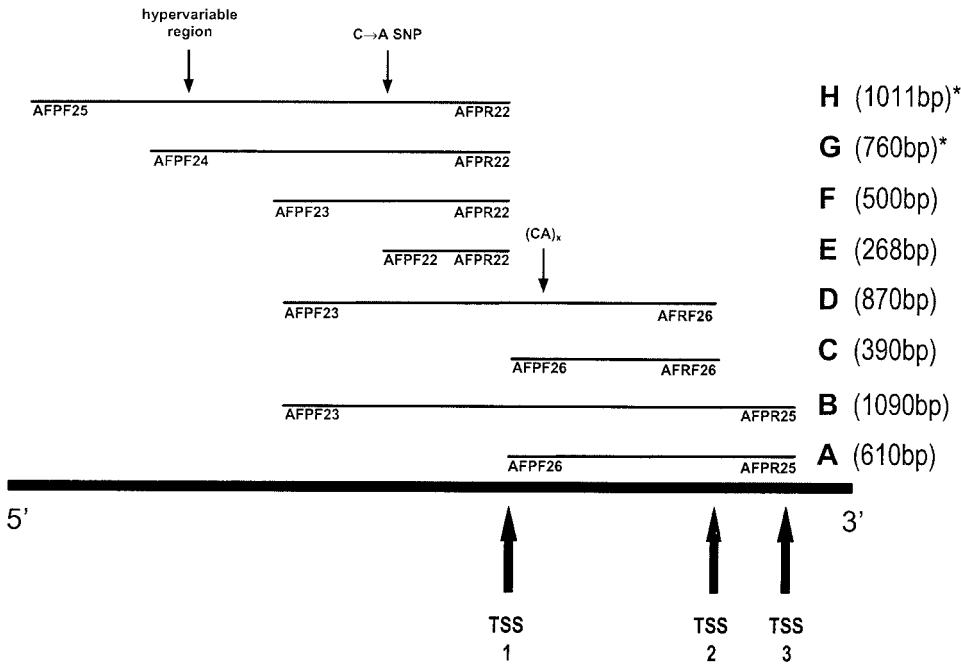 hypervariable
region
C→A SNP
AFPF25 AFPR22 H (1011bp)*
AFPF24 AFPR22 G (760bp)*
AFPF23 AFPR22 F (500bp)
(CA)x
AFPF22 AFPR22 E (268bp)
AFPF23 AFRF26 D (870bp)
AFPF26 AFRF26 C (390bp)
AFPF23 AFPR25 B (1090bp)
AFPF26 AFPR25 A (610bp)
5' 3'
TSS TSS TSS
1 2 3